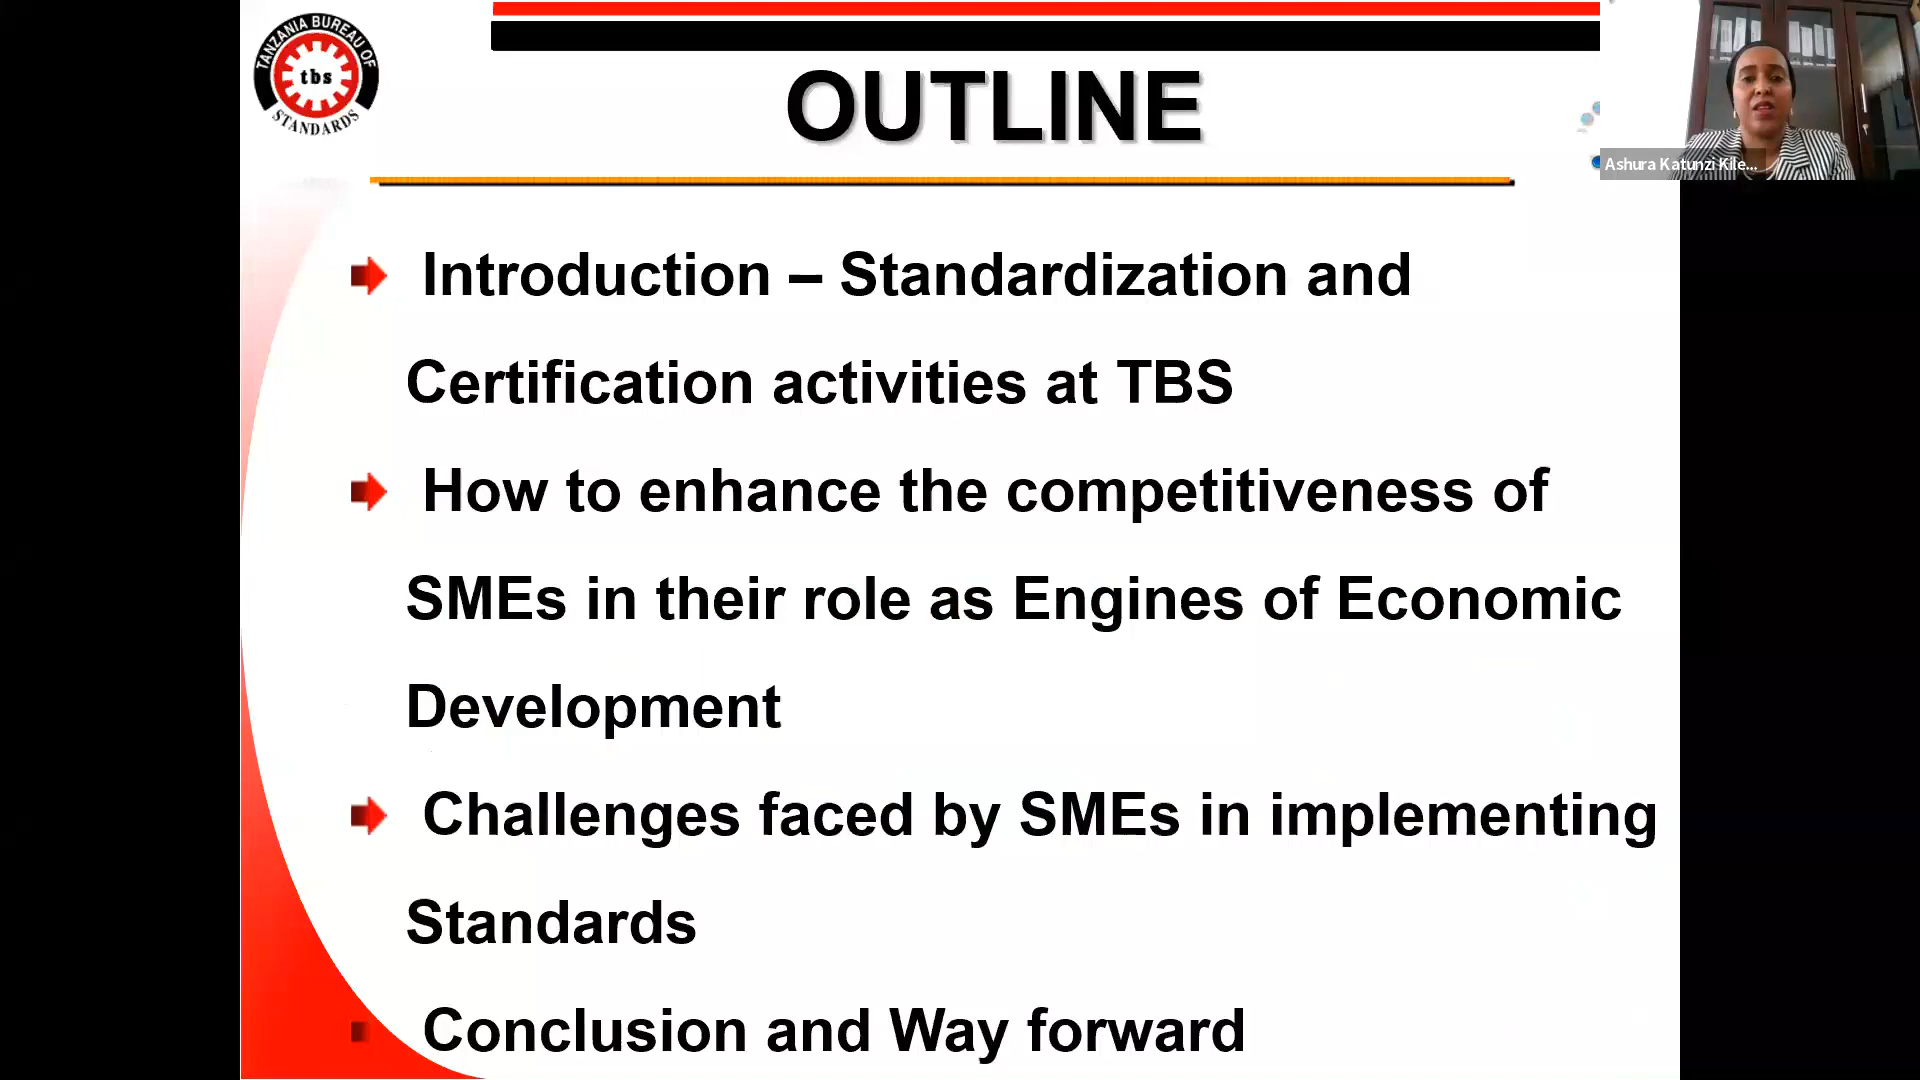 TANZANIA BUREAU OF
tbs
STANDARDS
OUTLINE
Ashura Katunzi Kile...
Introduction – Standardization and
Certification activities at TBS
How to enhance the competitiveness of
SMEs in their role as Engines of Economic
Development
Challenges faced by SMEs in implementing
Standards
Conclusion and Way forward